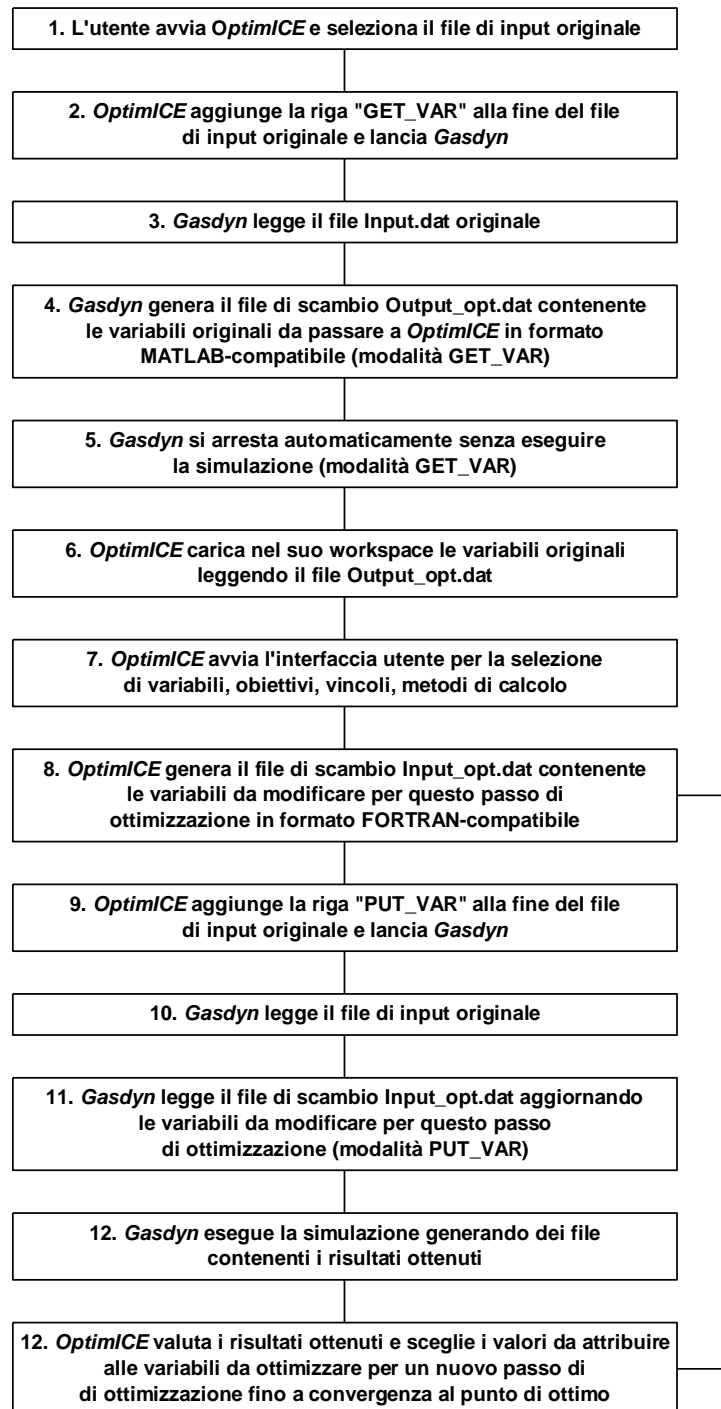 1. L'utente avvia OptimICE e seleziona il file di input originale
2. OptimICE aggiunge la riga "GET_VAR" alla fine del file
di input originale e lancia Gasdyn
3. Gasdyn legge il file Input.dat originale
4. Gasdyn genera il file di scambio Output_opt.dat contenente
le variabili originali da passare a OptimICE in formato
MATLAB-compatibile (modalità GET_VAR)
5. Gasdyn si arresta automaticamente senza eseguire
la simulazione (modalità GET_VAR)
6. OptimICE carica nel suo workspace le variabili originali
leggendo il file Output_opt.dat
7. OptimICE avvia l'interfaccia utente per la selezione
di variabili, obiettivi, vincoli, metodi di calcolo
8. OptimICE genera il file di scambio Input_opt.dat contenente
le variabili da modificare per questo passo di
ottimizzazione in formato FORTRAN-compatibile
9. OptimICE aggiunge la riga "PUT_VAR" alla fine del file
di input originale e lancia Gasdyn
10. Gasdyn legge il file di input originale
11. Gasdyn legge il file di scambio Input_opt.dat aggiornando
le variabili da modificare per questo passo
di ottimizzazione (modalità PUT_VAR)
12. Gasdyn esegue la simulazione generando dei file
contenenti i risultati ottenuti
12. OptimICE valuta i risultati ottenuti e sceglie i valori da attribuire
alle variabili da ottimizzare per un nuovo passo di
di ottimizzazione fino a convergenza al punto di ottimo